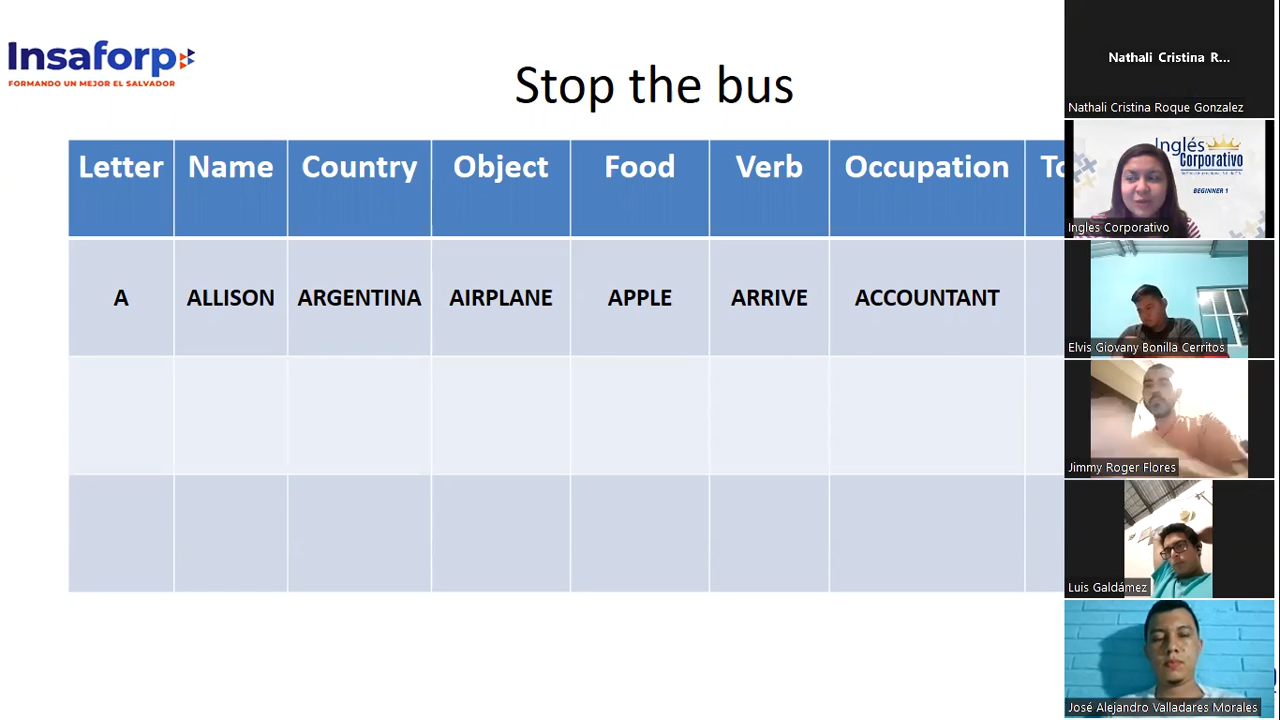 Insaforp
FORMANDO UN MEJOR EL SALVADOR
Stop the bus
Letter Name Country Object Food Verb Occupation To
A ALLISON ARGENTINA AIRPLANE APPLE ARRIVE ACCOUNTANT
Nathali Cristina R...
Nathali Cristina Roque Gonzalez
Inglés
Corporativo
BEGINNER 1
Ingles Corporativo
Elvis Giovany Bonilla Cerritos
Jimmy Roger Flores
Luis Galdámez
José Alejandro Valladares Morales